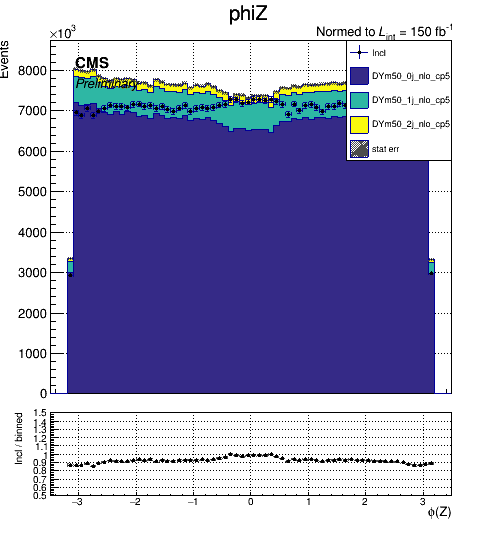 phiZ
Normed to L_int = 150 fb⁻¹
×10³
Events
CMS
Preliminary
Incl
DYm50_0j_nlo_cp5
DYm50_1j_nlo_cp5
DYm50_2j_nlo_cp5
stat err
8000
7000
6000
5000
4000
3000
2000
1000
0
Incl / binned
1.5
1.4
1.3
1.2
1.1
1
0.9
0.8
0.7
0.6
0.5
−3 −2 −1 0 1 2 3
ϕ(Z)